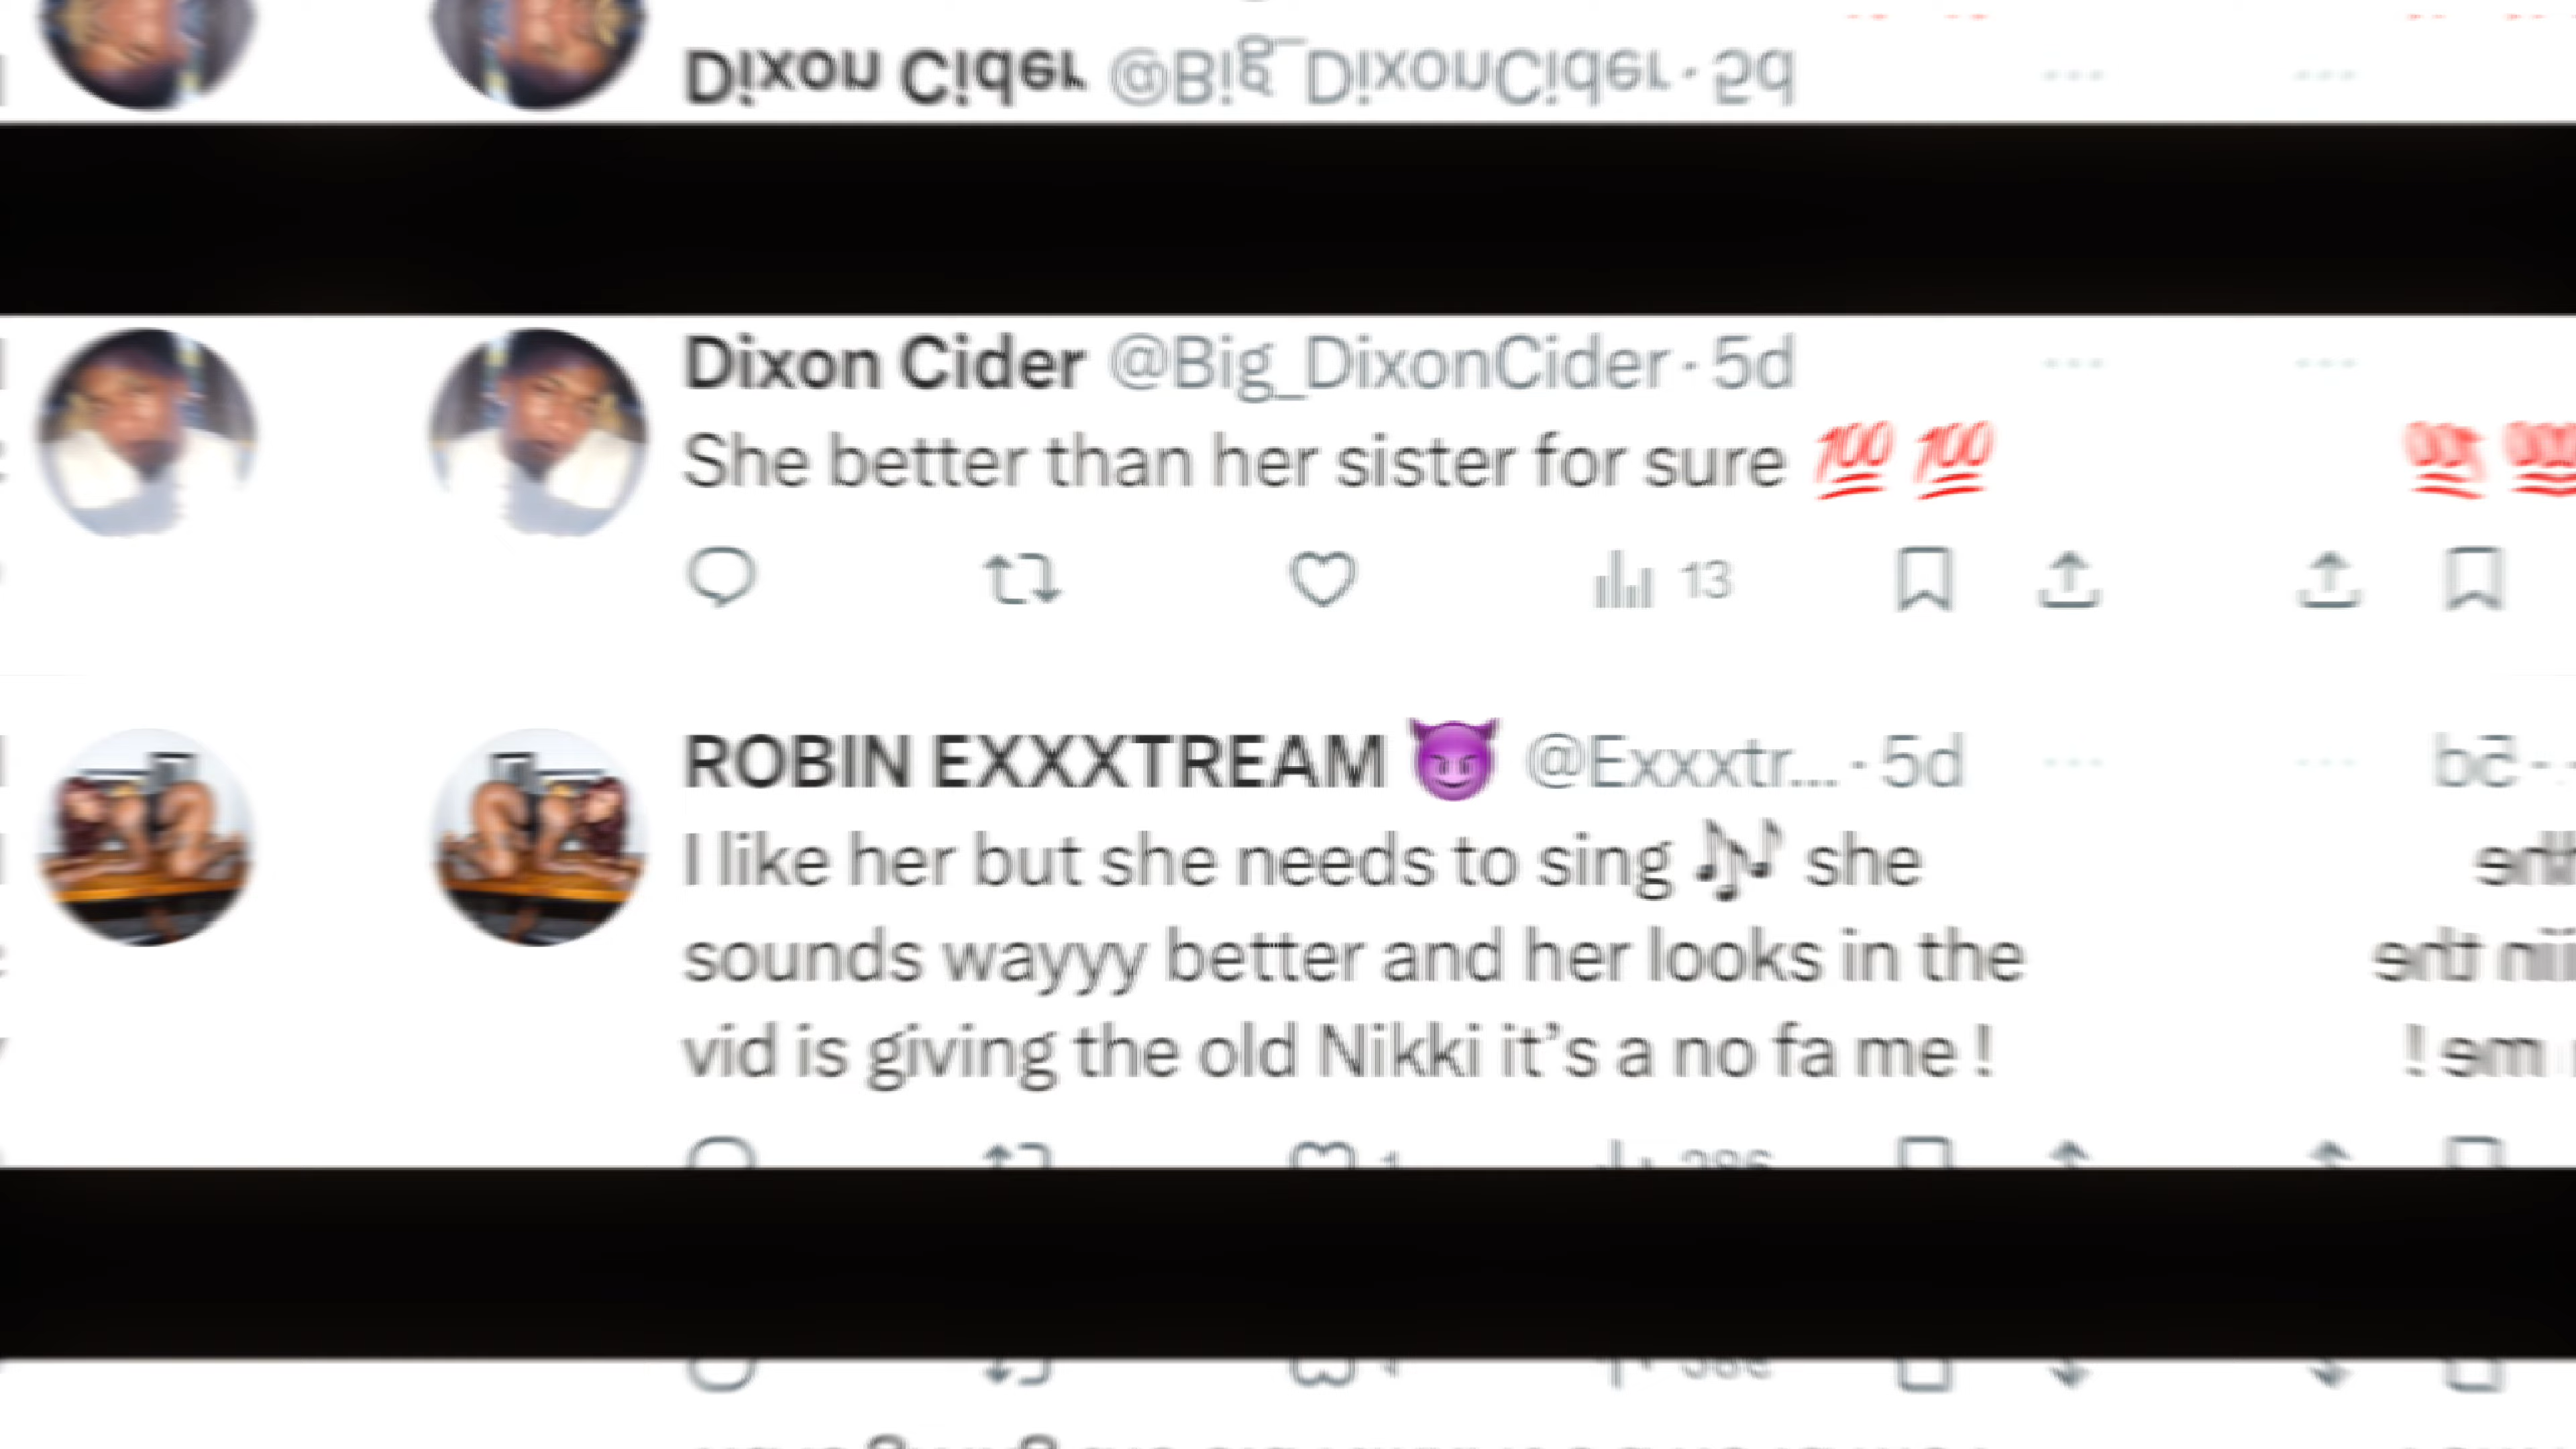 Dixon Cider @Big_DixonCider · 5d
Dixon Cider @Big_DixonCider · 5d
She better than her sister for sure 💯 💯
13
ROBIN EXXXTREAM 😈 @Exxxtr... · 5d
I like her but she needs to sing 🎶 she
sounds wayyy better and her looks in the
vid is giving the old Nikki it’s a no fa me !
1 386